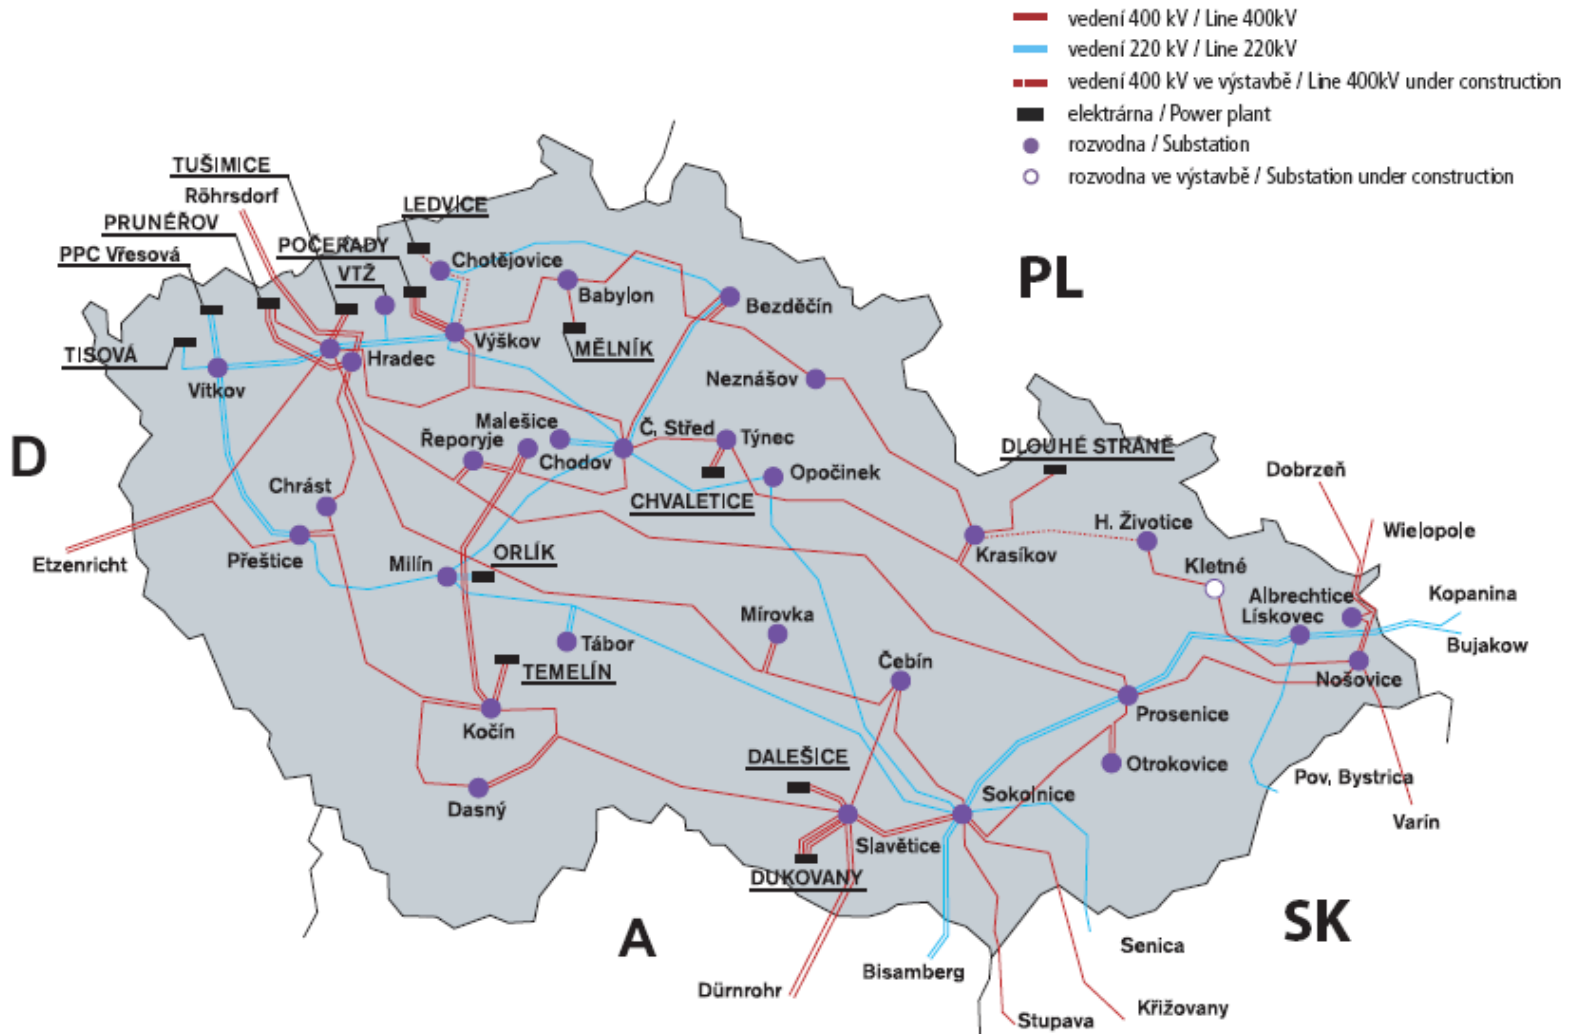 vedení 400 kV / Line 400kV
vedení 220 kV / Line 220kV
vedení 400 kV ve výstavbě / Line 400kV under construction
elektrárna / Power plant
rozvodna / Substation
rozvodna ve výstavbě / Substation under construction
TUŠIMICE
Röhrsdorf
LEDVICE
PRUNÉŘOV
POČERADY
PPC Vřesová
VTŽ
Chotějovice
Babylon
Bezděčín
PL
TISOVÁ
Hradec
Výškov
MĚLNÍK
Vítkov
Neznášov
Malešice
Řeporyje
Č, Střed
Týnec
D
Chodov
DLOUHÉ STRÁNĚ
Dobrzeň
Opočinek
Chrást
CHVALETICE
H. Životice
Wielopole
Krasíkov
Etzenricht
Přeštice
Milín
ORLÍK
Kletné
Albrechtice
Kopanina
Lískovec
Mírovka
Tábor
Bujakow
TEMELÍN
Čebín
Nošovice
Kočín
Prosenice
DALEŠICE
Otrokovice
Pov, Bystrica
Dasný
Sokolnice
Varín
Slavětice
DUKOVANY
SK
A
Senica
Bisamberg
Dürnrohr
Křižovany
Stupava